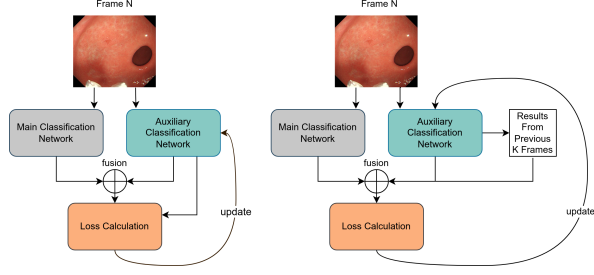 Frame N
Main Classification
Network
Auxiliary
Classification
Network
fusion
Loss Calculation
update
Frame N
Main Classification
Network
Auxiliary
Classification
Network
Results
From
Previous
K Frames
fusion
Loss Calculation
update